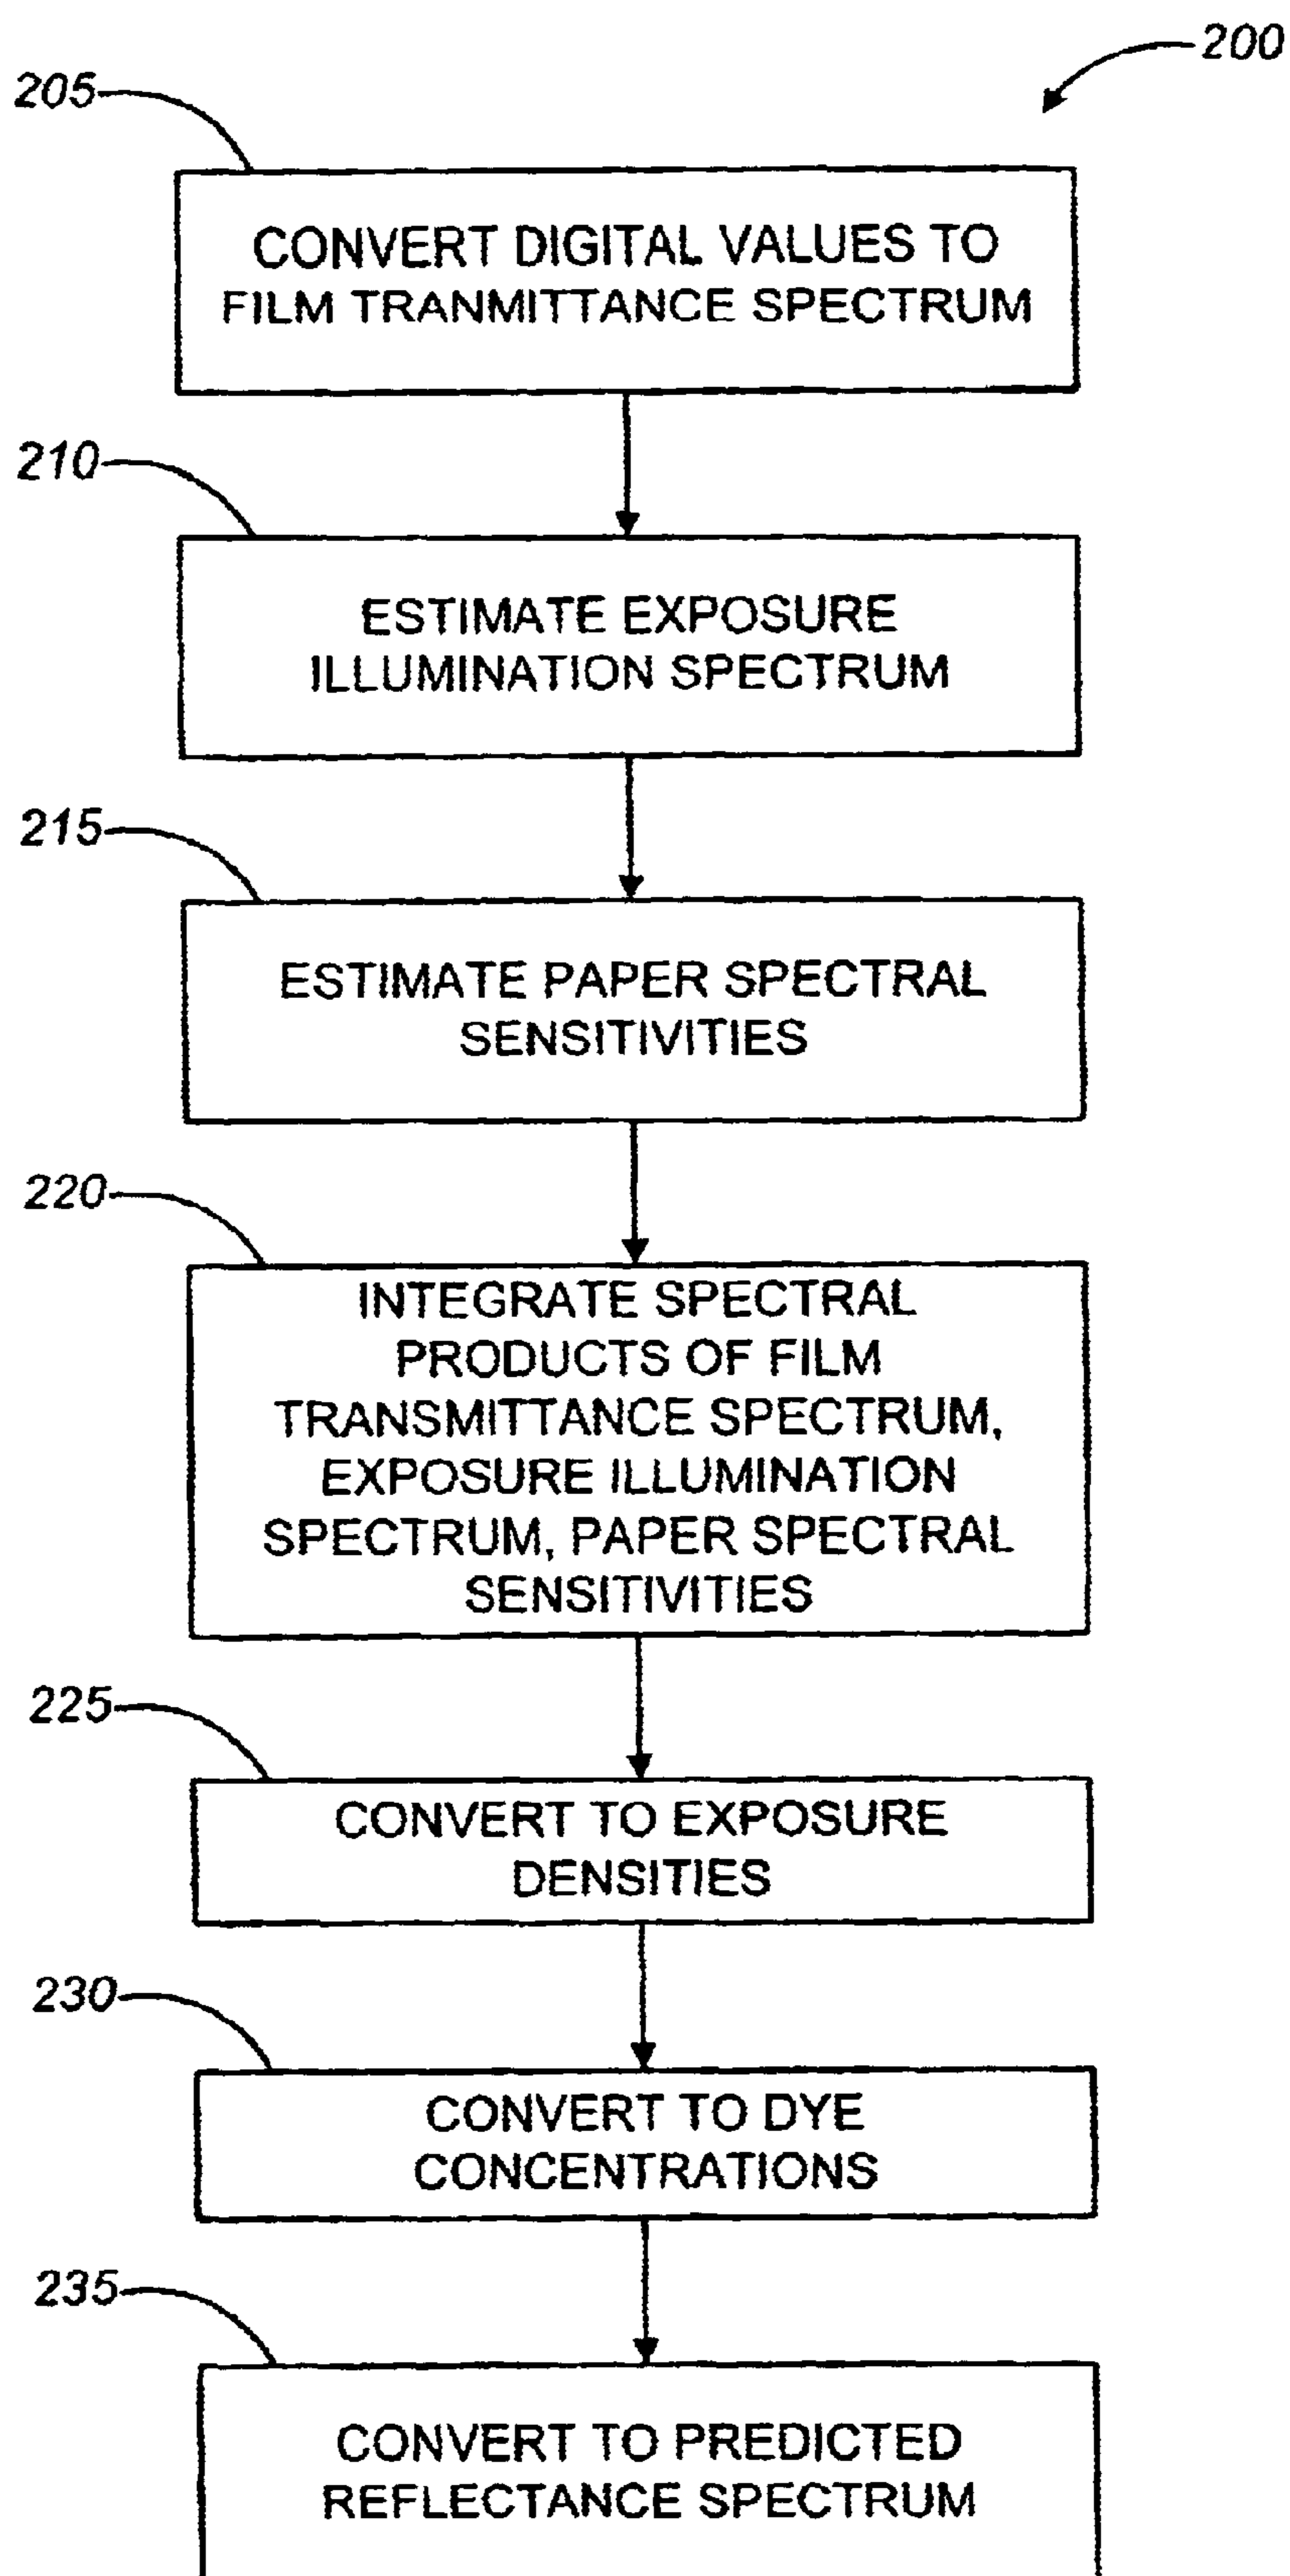 200
205
CONVERT DIGITAL VALUES TO
FILM TRANMITTANCE SPECTRUM
210
ESTIMATE EXPOSURE
ILLUMINATION SPECTRUM
215
ESTIMATE PAPER SPECTRAL
SENSITIVITIES
220
INTEGRATE SPECTRAL
PRODUCTS OF FILM
TRANSMITTANCE SPECTRUM,
EXPOSURE ILLUMINATION
SPECTRUM, PAPER SPECTRAL
SENSITIVITIES
225
CONVERT TO EXPOSURE
DENSITIES
230
CONVERT TO DYE
CONCENTRATIONS
235
CONVERT TO PREDICTED
REFLECTANCE SPECTRUM